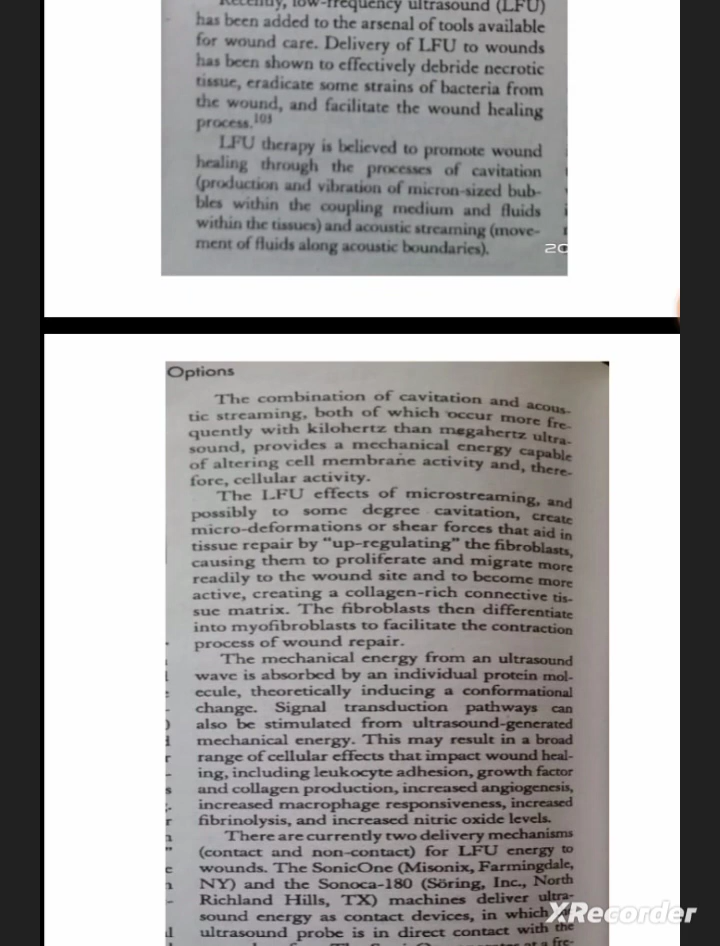 Recently, low-frequency ultrasound (LFU)
has been added to the arsenal of tools available
for wound care. Delivery of LFU to wounds
has been shown to effectively debride necrotic
tissue, eradicate some strains of bacteria from
the wound, and facilitate the wound healing
process.103
LFU therapy is believed to promote wound
healing through the processes of cavitation
(production and vibration of micron-sized bub-
bles within the coupling medium and fluids
within the tissues) and acoustic streaming (move-
ment of fluids along acoustic boundaries).
20
Options
The combination of cavitation and acous-
tic streaming, both of which occur more fre-
quently with kilohertz than megahertz ultra-
sound, provides a mechanical energy capable
of altering cell membrane activity and, there-
fore, cellular activity.
The LFU effects of microstreaming, and
possibly to some degree cavitation, create
micro-deformations or shear forces that aid in
tissue repair by "up-regulating" the fibroblasts,
causing them to proliferate and migrate more
readily to the wound site and to become more
active, creating a collagen-rich connective tis-
sue matrix. The fibroblasts then differentiate
into myofibroblasts to facilitate the contraction
process of wound repair.
The mechanical energy from an ultrasound
wave is absorbed by an individual protein mol-
ecule, theoretically inducing a conformational
change. Signal transduction pathways can
also be stimulated from ultrasound-generated
mechanical energy. This may result in a broad
range of cellular effects that impact wound heal-
ing, including leukocyte adhesion, growth factor
and collagen production, increased angiogenesis,
increased macrophage responsiveness, increased
fibrinolysis, and increased nitric oxide levels.
There are currently two delivery mechanisms
(contact and non-contact) for LFU energy to
wounds. The SonicOne (Misonix, Farmingdale,
NY) and the Sonoca-180 (Söring, Inc., North
Richland Hills, TX) machines deliver ultra-
sound energy as contact devices, in which
ultrasound probe is in direct contact with the
XRecorder